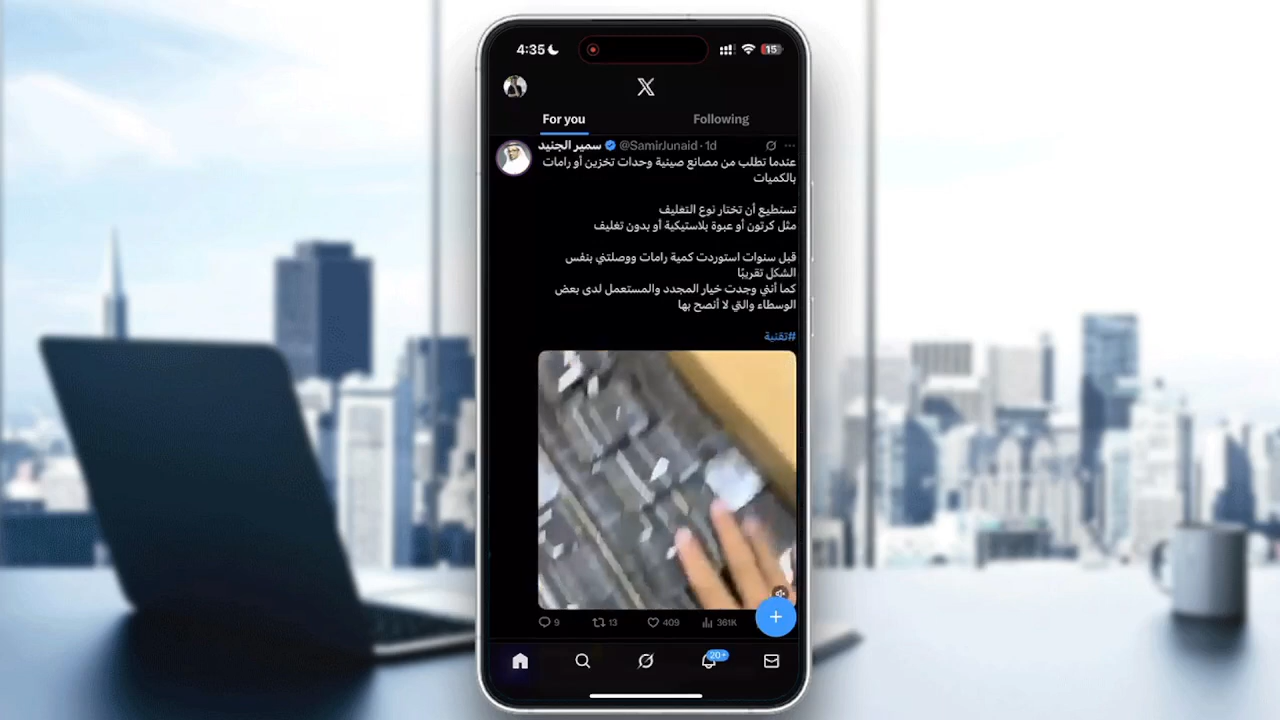 4:35
15
X
For you
Following
سمير الجنيد @SamirJunaid · 1d
عندما تطلب من مصانع صينية وحدات تخزين أو رامات
بالكميات
تستطيع أن تختار نوع التغليف
مثل كرتون أو عبوة بلاستيكية أو بدون تغليف
قبل سنوات استوردت كمية رامات ووصلتني بنفس
الشكل تقريبًا
كما أنني وجدت خيار المجدد والمستعمل لدى بعض
الوسطاء والتي لا أنصح بها
#تقنية
9 13 409 361K
20+